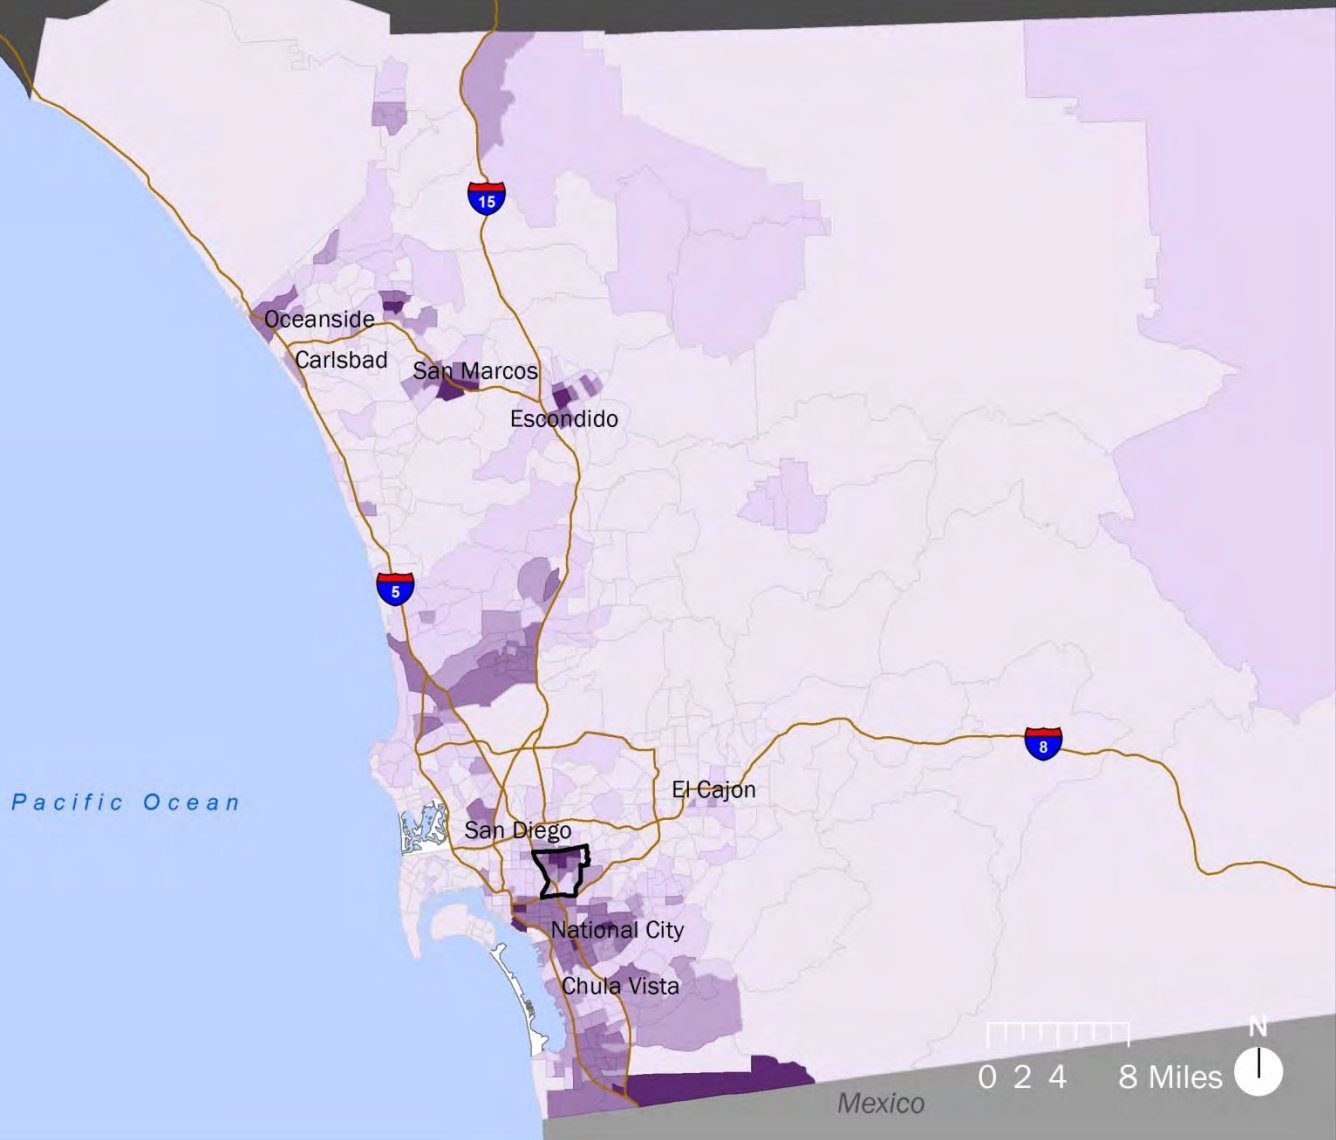 15
Oceanside
Carlsbad
San Marcos
Escondido
5
8
El Cajon
Pacific Ocean
San Diego
National City
Chula Vista
N
0 2 4 8 Miles
Mexico